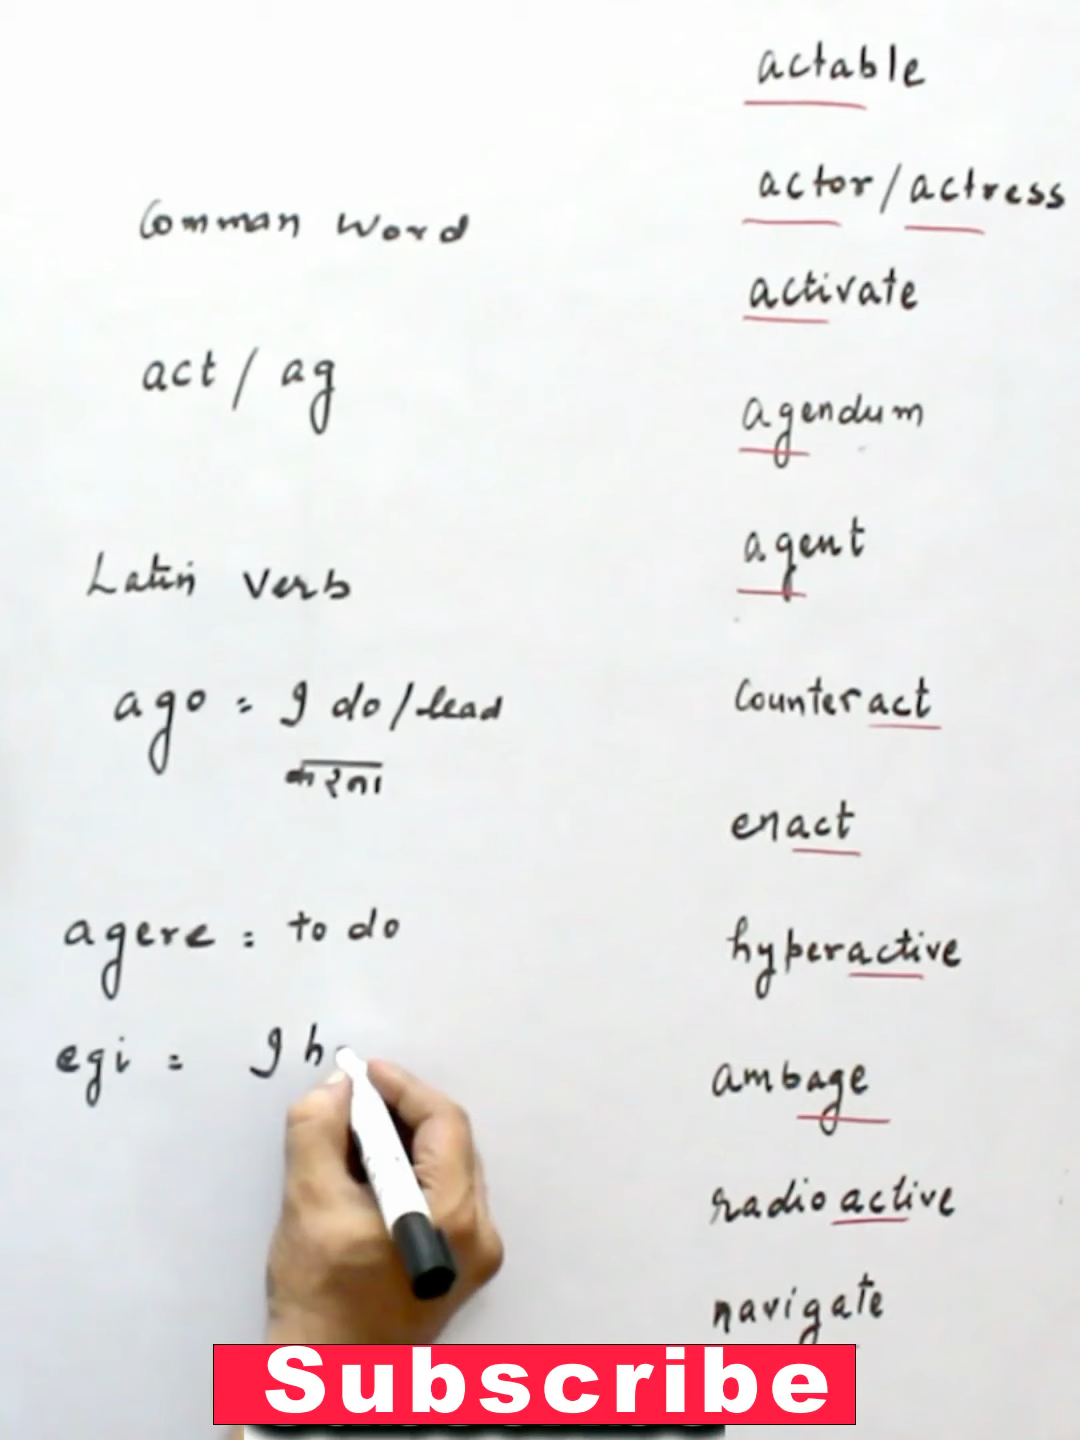 Comman Word
act / ag
Latin Verb
ago = I do / lead
करना
agere = to do
egi = I h
actable
actor / actress
activate
agendum
agent
counteract
enact
hyperactive
ambage
radioactive
navigate
Subscribe